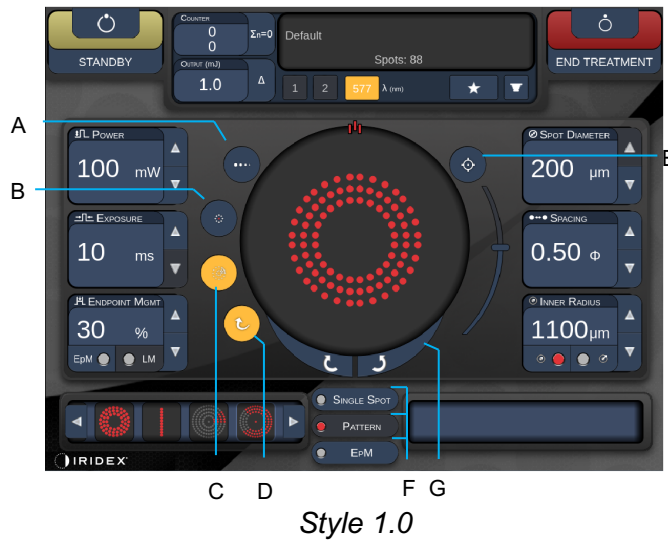 STANDBY
COUNTER
0
0
Σn=0
OUTPUT (mJ)
1.0 Δ
Default
Spots: 88
1 2 577 λ (nm)
END TREATMENT
A
B
E
POWER
100 mW
EXPOSURE
10 ms
ENDPOINT MGMT
30 %
EpM LM
SPOT DIAMETER
200 µm
SPACING
0.50 Φ
INNER RADIUS
1100µm
SINGLE SPOT
PATTERN
EPM
IRIDEX
C D F G
Style 1.0